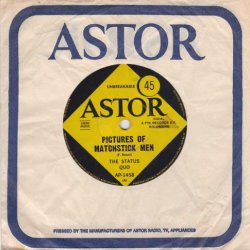 ASTOR
UNBREAKABLE
45
ASTOR
PICTURES OF
MATCHSTICK MEN
(F. Rossi)
THE STATUS
QUO
AP-1458
PRESSED BY THE MANUFACTURERS OF ASTOR RADIO, TV, APPLIANCES